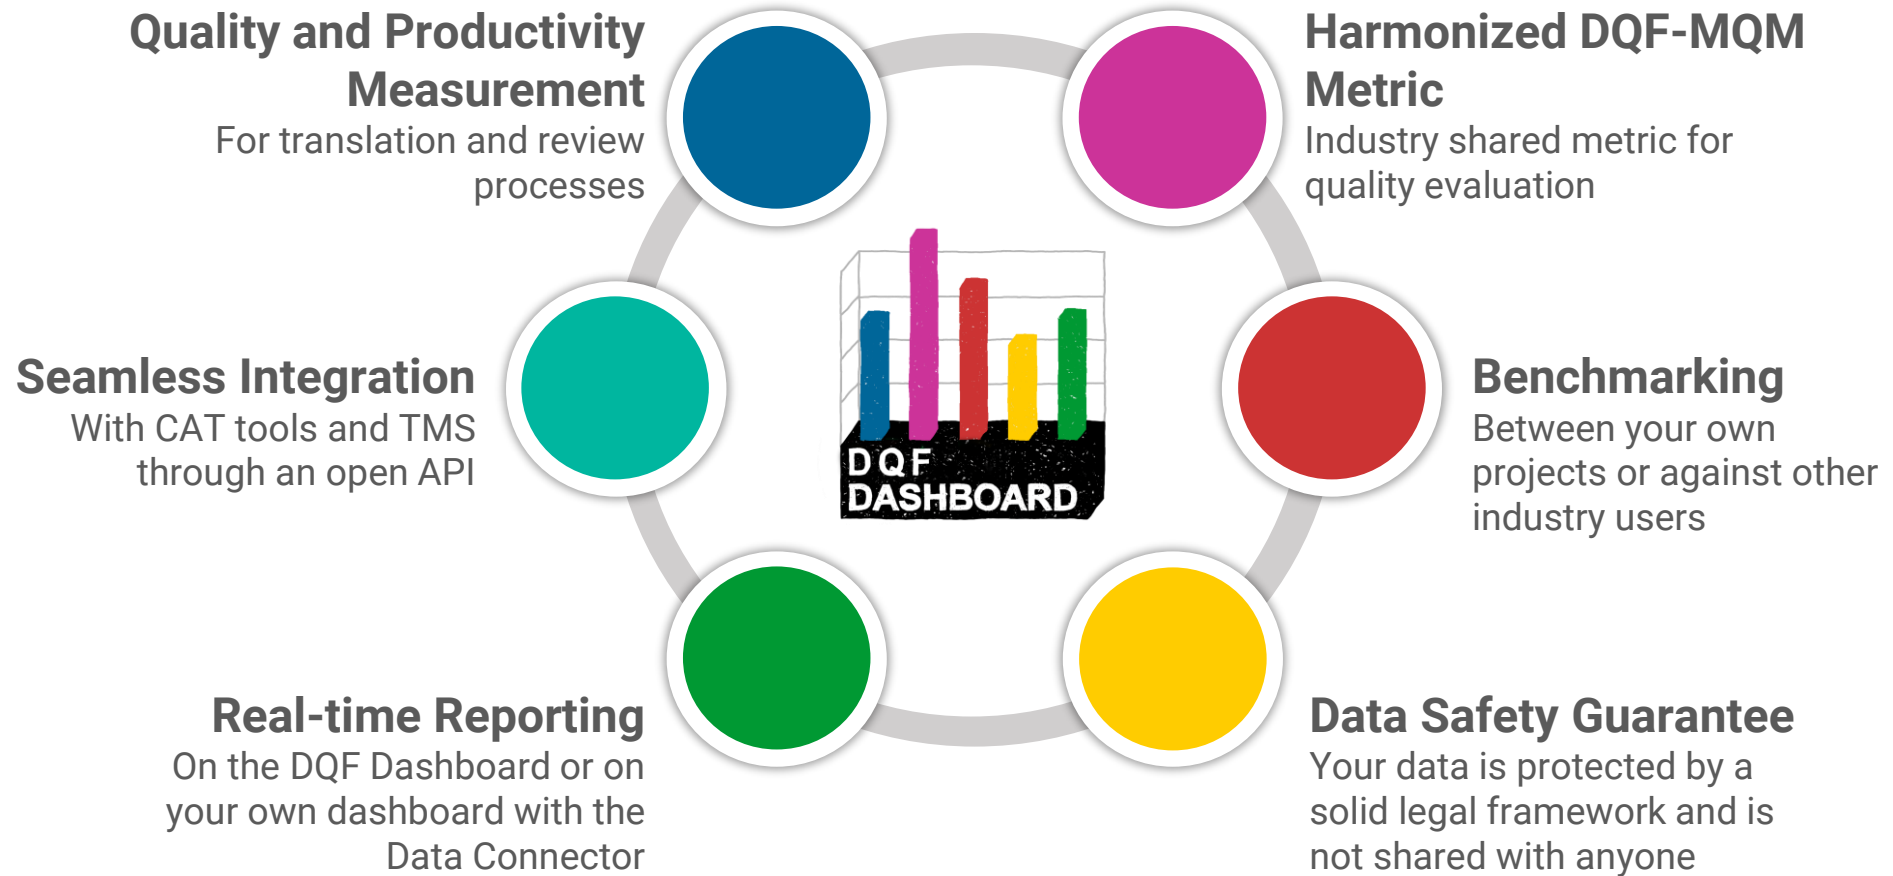 Quality and Productivity
Measurement
For translation and review
processes
Harmonized DQF-MQM
Metric
Industry shared metric for
quality evaluation
Seamless Integration
With CAT tools and TMS
through an open API
DQF
DASHBOARD
Benchmarking
Between your own
projects or against other
industry users
Real-time Reporting
On the DQF Dashboard or on
your own dashboard with the
Data Connector
Data Safety Guarantee
Your data is protected by a
solid legal framework and is
not shared with anyone